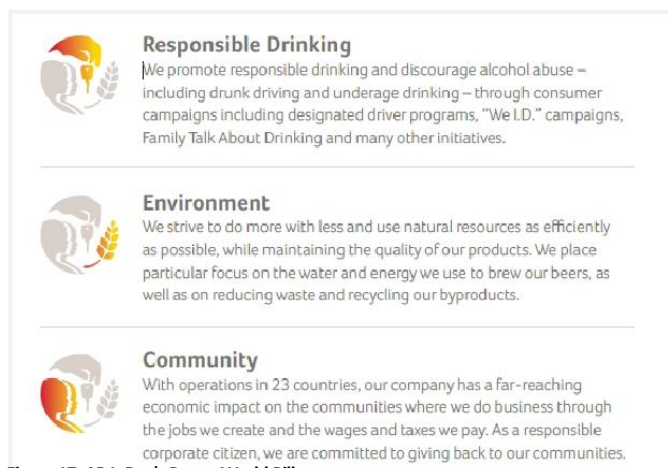 Responsible Drinking
We promote responsible drinking and discourage alcohol abuse –
including drunk driving and underage drinking – through consumer
campaigns including designated driver programs, “We I.D.” campaigns,
Family Talk About Drinking and many other initiatives.
Environment
We strive to do more with less and use natural resources as efficiently
as possible, while maintaining the quality of our products. We place
particular focus on the water and energy we use to brew our beers, as
well as on reducing waste and recycling our byproducts.
Community
With operations in 23 countries, our company has a far-reaching
economic impact on the communities where we do business through
the jobs we create and the wages and taxes we pay. As a responsible
corporate citizen, we are committed to giving back to our communities.